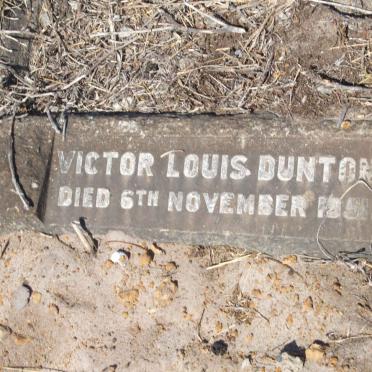 VICTOR LOUIS DUNTON
DIED 6TH NOVEMBER